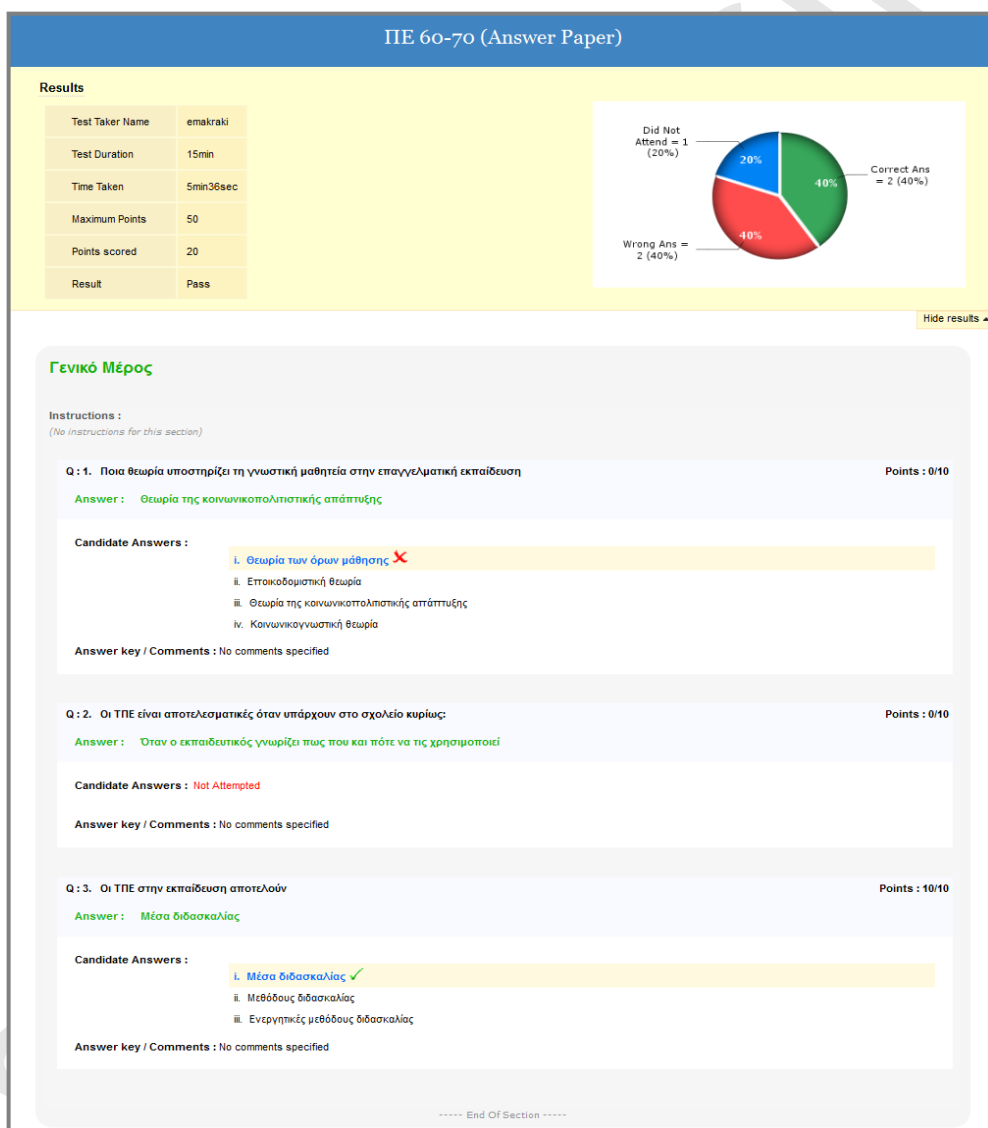 ΠΕ 60-70 (Answer Paper)
Results
Test Taker Name emakraki
Test Duration 15min
Time Taken 5min36sec
Maximum Points 50
Points scored 20
Result Pass
Did Not
Attend = 1
(20%)
20%
40%
Correct Ans
= 2 (40%)
40%
Wrong Ans =
2 (40%)
Hide results
Γενικό Μέρος
Instructions :
(No instructions for this section)
Q : 1. Ποια θεωρία υποστηρίζει τη γνωστική μαθητεία στην επαγγελματική εκπαίδευση Points : 0/10
Answer : Θεωρία της κοινωνικοπολιτιστικής απάπτυξης
Candidate Answers :
i. Θεωρία των όρων μάθησης
ii. Εποικοδομιστική θεωρία
iii. Θεωρία της κοινωνικοπολιτιστικής απάπτυξης
iv. Κοινωνικογνωστική θεωρία
Answer key / Comments : No comments specified
Q : 2. Οι ΤΠΕ είναι αποτελεσματικές όταν υπάρχουν στο σχολείο κυρίως: Points : 0/10
Answer : Όταν ο εκπαιδευτικός γνωρίζει πως που και πότε να τις χρησιμοποιεί
Candidate Answers : Not Attempted
Answer key / Comments : No comments specified
Q : 3. Οι ΤΠΕ στην εκπαίδευση αποτελούν Points : 10/10
Answer : Μέσα διδασκαλίας
Candidate Answers :
i. Μέσα διδασκαλίας
ii. Μεθόδους διδασκαλίας
iii. Ενεργητικές μεθόδους διδασκαλίας
Answer key / Comments : No comments specified
----- End Of Section -----